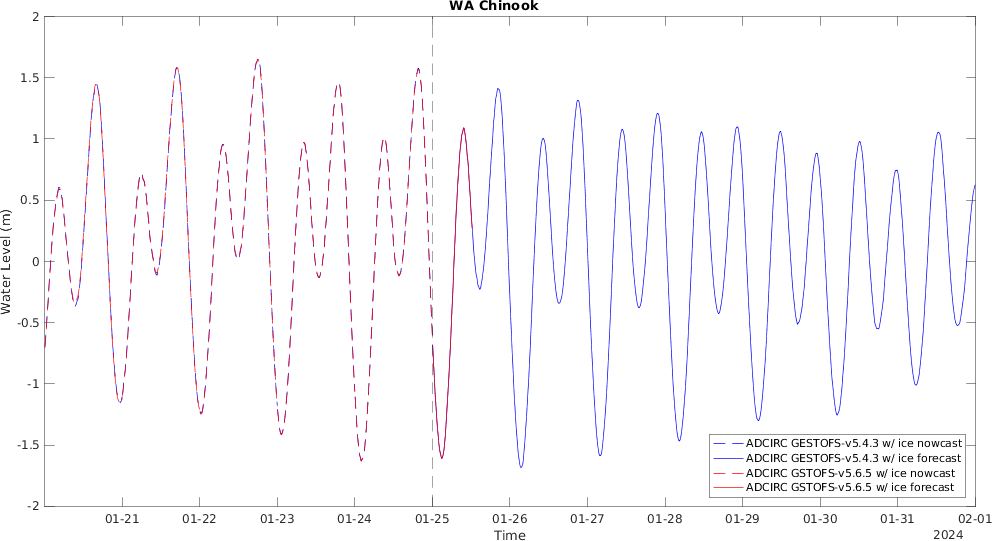 WA Chinook
2
1.5
1
0.5
0
-0.5
-1
-1.5
-2
Water Level (m)
01-21 01-22 01-23 01-24 01-25 01-26 01-27 01-28 01-29 01-30 01-31 02-01
Time
2024
ADCIRC GESTOFS-v5.4.3 w/ ice nowcast
ADCIRC GESTOFS-v5.4.3 w/ ice forecast
ADCIRC GSTOFS-v5.6.5 w/ ice nowcast
ADCIRC GSTOFS-v5.6.5 w/ ice forecast